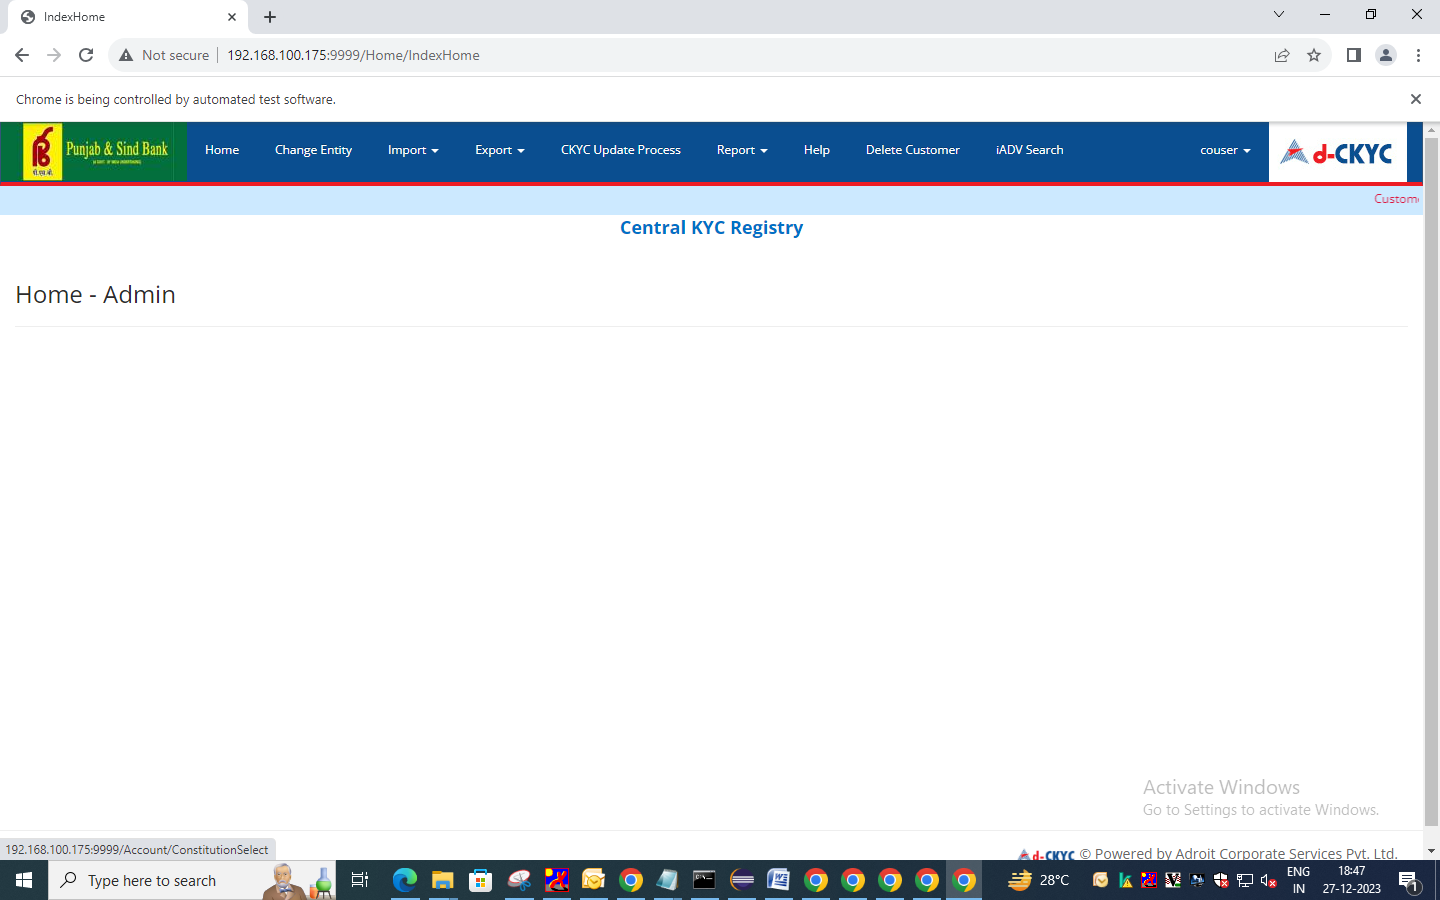 IndexHome
Not secure 192.168.100.175:9999/Home/IndexHome
Chrome is being controlled by automated test software.
पी.एस.बी. Punjab & Sind Bank
Home Change Entity Import Export CKYC Update Process Report Help Delete Customer iADV Search couser d-CKYC
Custom
Central KYC Registry
Home - Admin
Activate Windows
Go to Settings to activate Windows.
192.168.100.175:9999/Account/ConstitutionSelect
d-CKYC © Powered by Adroit Corporate Services Pvt. Ltd.
Type here to search 28°C ENG 18:47
IN 27-12-2023 1